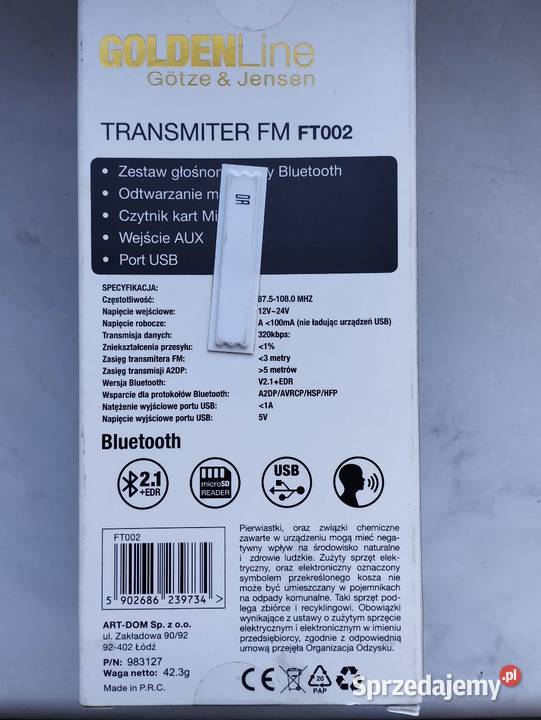 GOLDENLine
Götze & Jensen
TRANSMITER FM FT002
• Zestaw Bluetooth
• Odtwarzanie
• Czytnik kart
• Wejście AUX
• Port USB
DR
SPECYFIKACJA:
Częstotliwość: 87.5-108.0 MHZ
Napięcie wejściowe: 12V~24V
Napięcie robocze: A <100mA (nie ładując urządzeń USB)
Transmisja danych: 320kbps:
Zniekształcenia przesyłu: <1%
Zasięg transmitera FM: <3 metry
Zasięg transmisji A2DP: >5 metrów
Wersja Bluetooth: V2.1+EDR
Wsparcie dla protokołów Bluetooth: A2DP/AVRCP/HSP/HFP
Natężenie wyjściowe portu USB: <1A
Napięcie wyjściowe portu USB: 5V
Bluetooth
2.1
+EDR
microSD
READER
USB
FT002
5 902686 239734 >
ART-DOM Sp. z o.o.
ul. Zakładowa 90/92
92-402 Łódź
P/N: 983127
Waga netto: 42.3g
Made in P.R.C.
Pierwiastki, oraz związki chemiczne
zawarte w urządzeniu mogą mieć nega-
tywny wpływ na środowisko naturalne
i zdrowie ludzkie. Zużyty sprzęt elek-
tryczny, oraz elektroniczny oznaczony
symbolem przekreślonego kosza nie
może być umieszczany w pojemnikach
na odpady komunalne. Taki sprzęt pod-
lega zbiórce i recyklingowi. Obowiązki
wynikające z ustawy o zużytym sprzęcie
elektrycznym i elektronicznym w imieniu
przedsiębiorcy, zgodnie z odpowiednią
umową przejęła Organizacja Odzysku.
CE
20
PAP
Sprzedajemy.pl